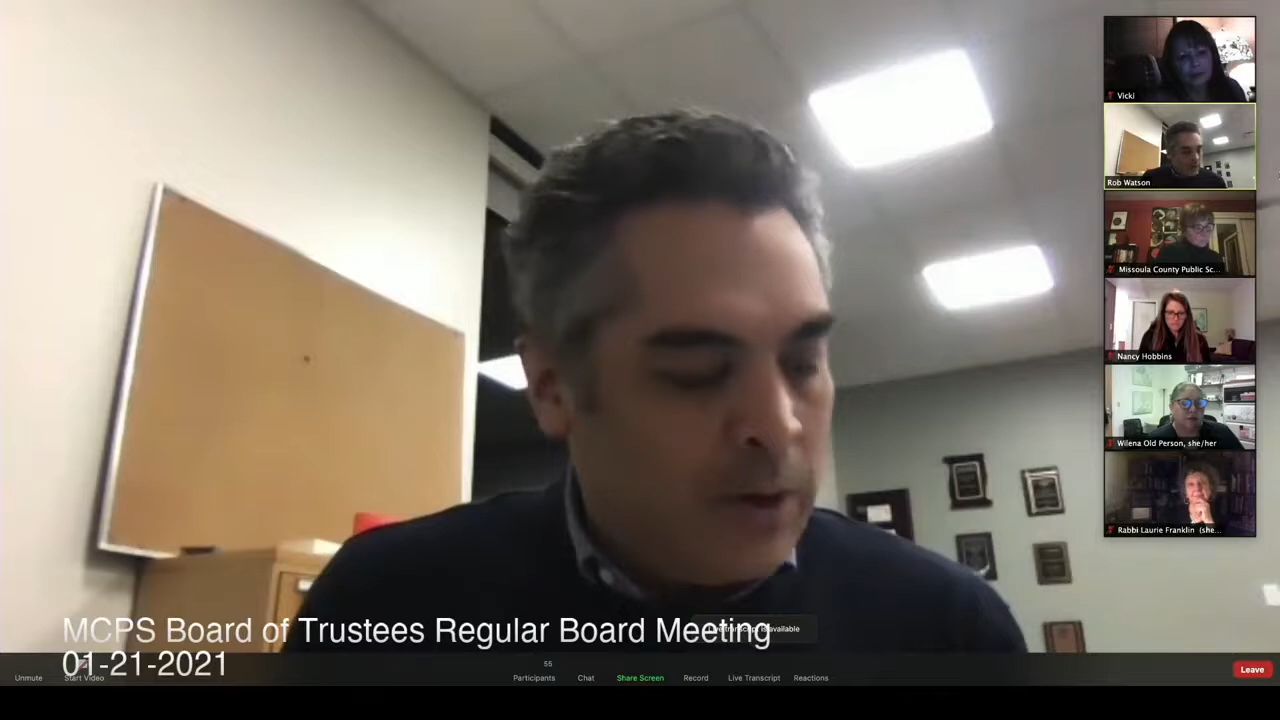 Vicki
Rob Watson
Missoula County Public Sc...
Nancy Hobbins
Wilena Old Person, she/her
Rabbi Laurie Franklin (she...
MCPS Board of Trustees Regular Board Meeting
01-21-2021
available
55
Unmute
Start Video
Participants
Chat
Share Screen
Record
Live Transcript
Reactions
Leave